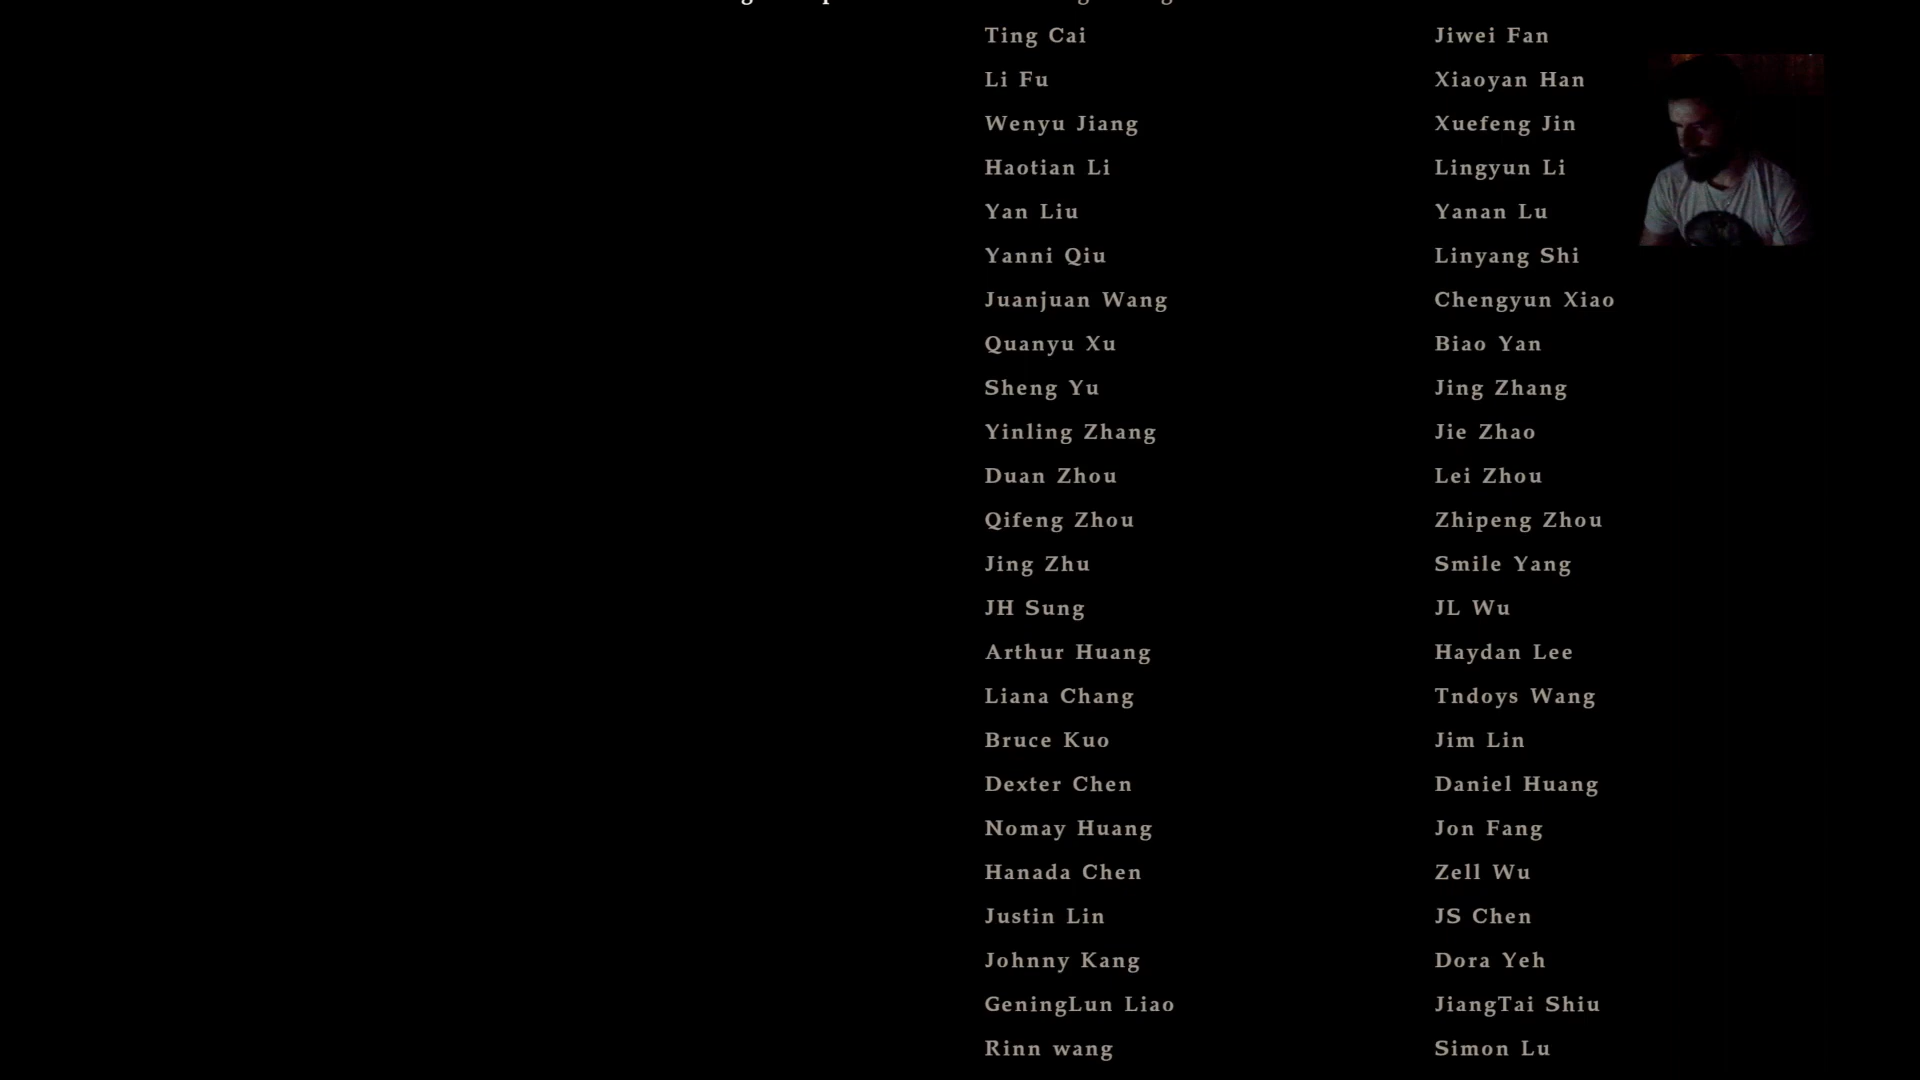 Ting Cai Jiwei Fan
Li Fu Xiaoyan Han
Wenyu Jiang Xuefeng Jin
Haotian Li Lingyun Li
Yan Liu Yanan Lu
Yanni Qiu Linyang Shi
Juanjuan Wang Chengyun Xiao
Quanyu Xu Biao Yan
Sheng Yu Jing Zhang
Yinling Zhang Jie Zhao
Duan Zhou Lei Zhou
Qifeng Zhou Zhipeng Zhou
Jing Zhu Smile Yang
JH Sung JL Wu
Arthur Huang Haydan Lee
Liana Chang Tndoys Wang
Bruce Kuo Jim Lin
Dexter Chen Daniel Huang
Nomay Huang Jon Fang
Hanada Chen Zell Wu
Justin Lin JS Chen
Johnny Kang Dora Yeh
GeningLun Liao JiangTai Shiu
Rinn wang Simon Lu